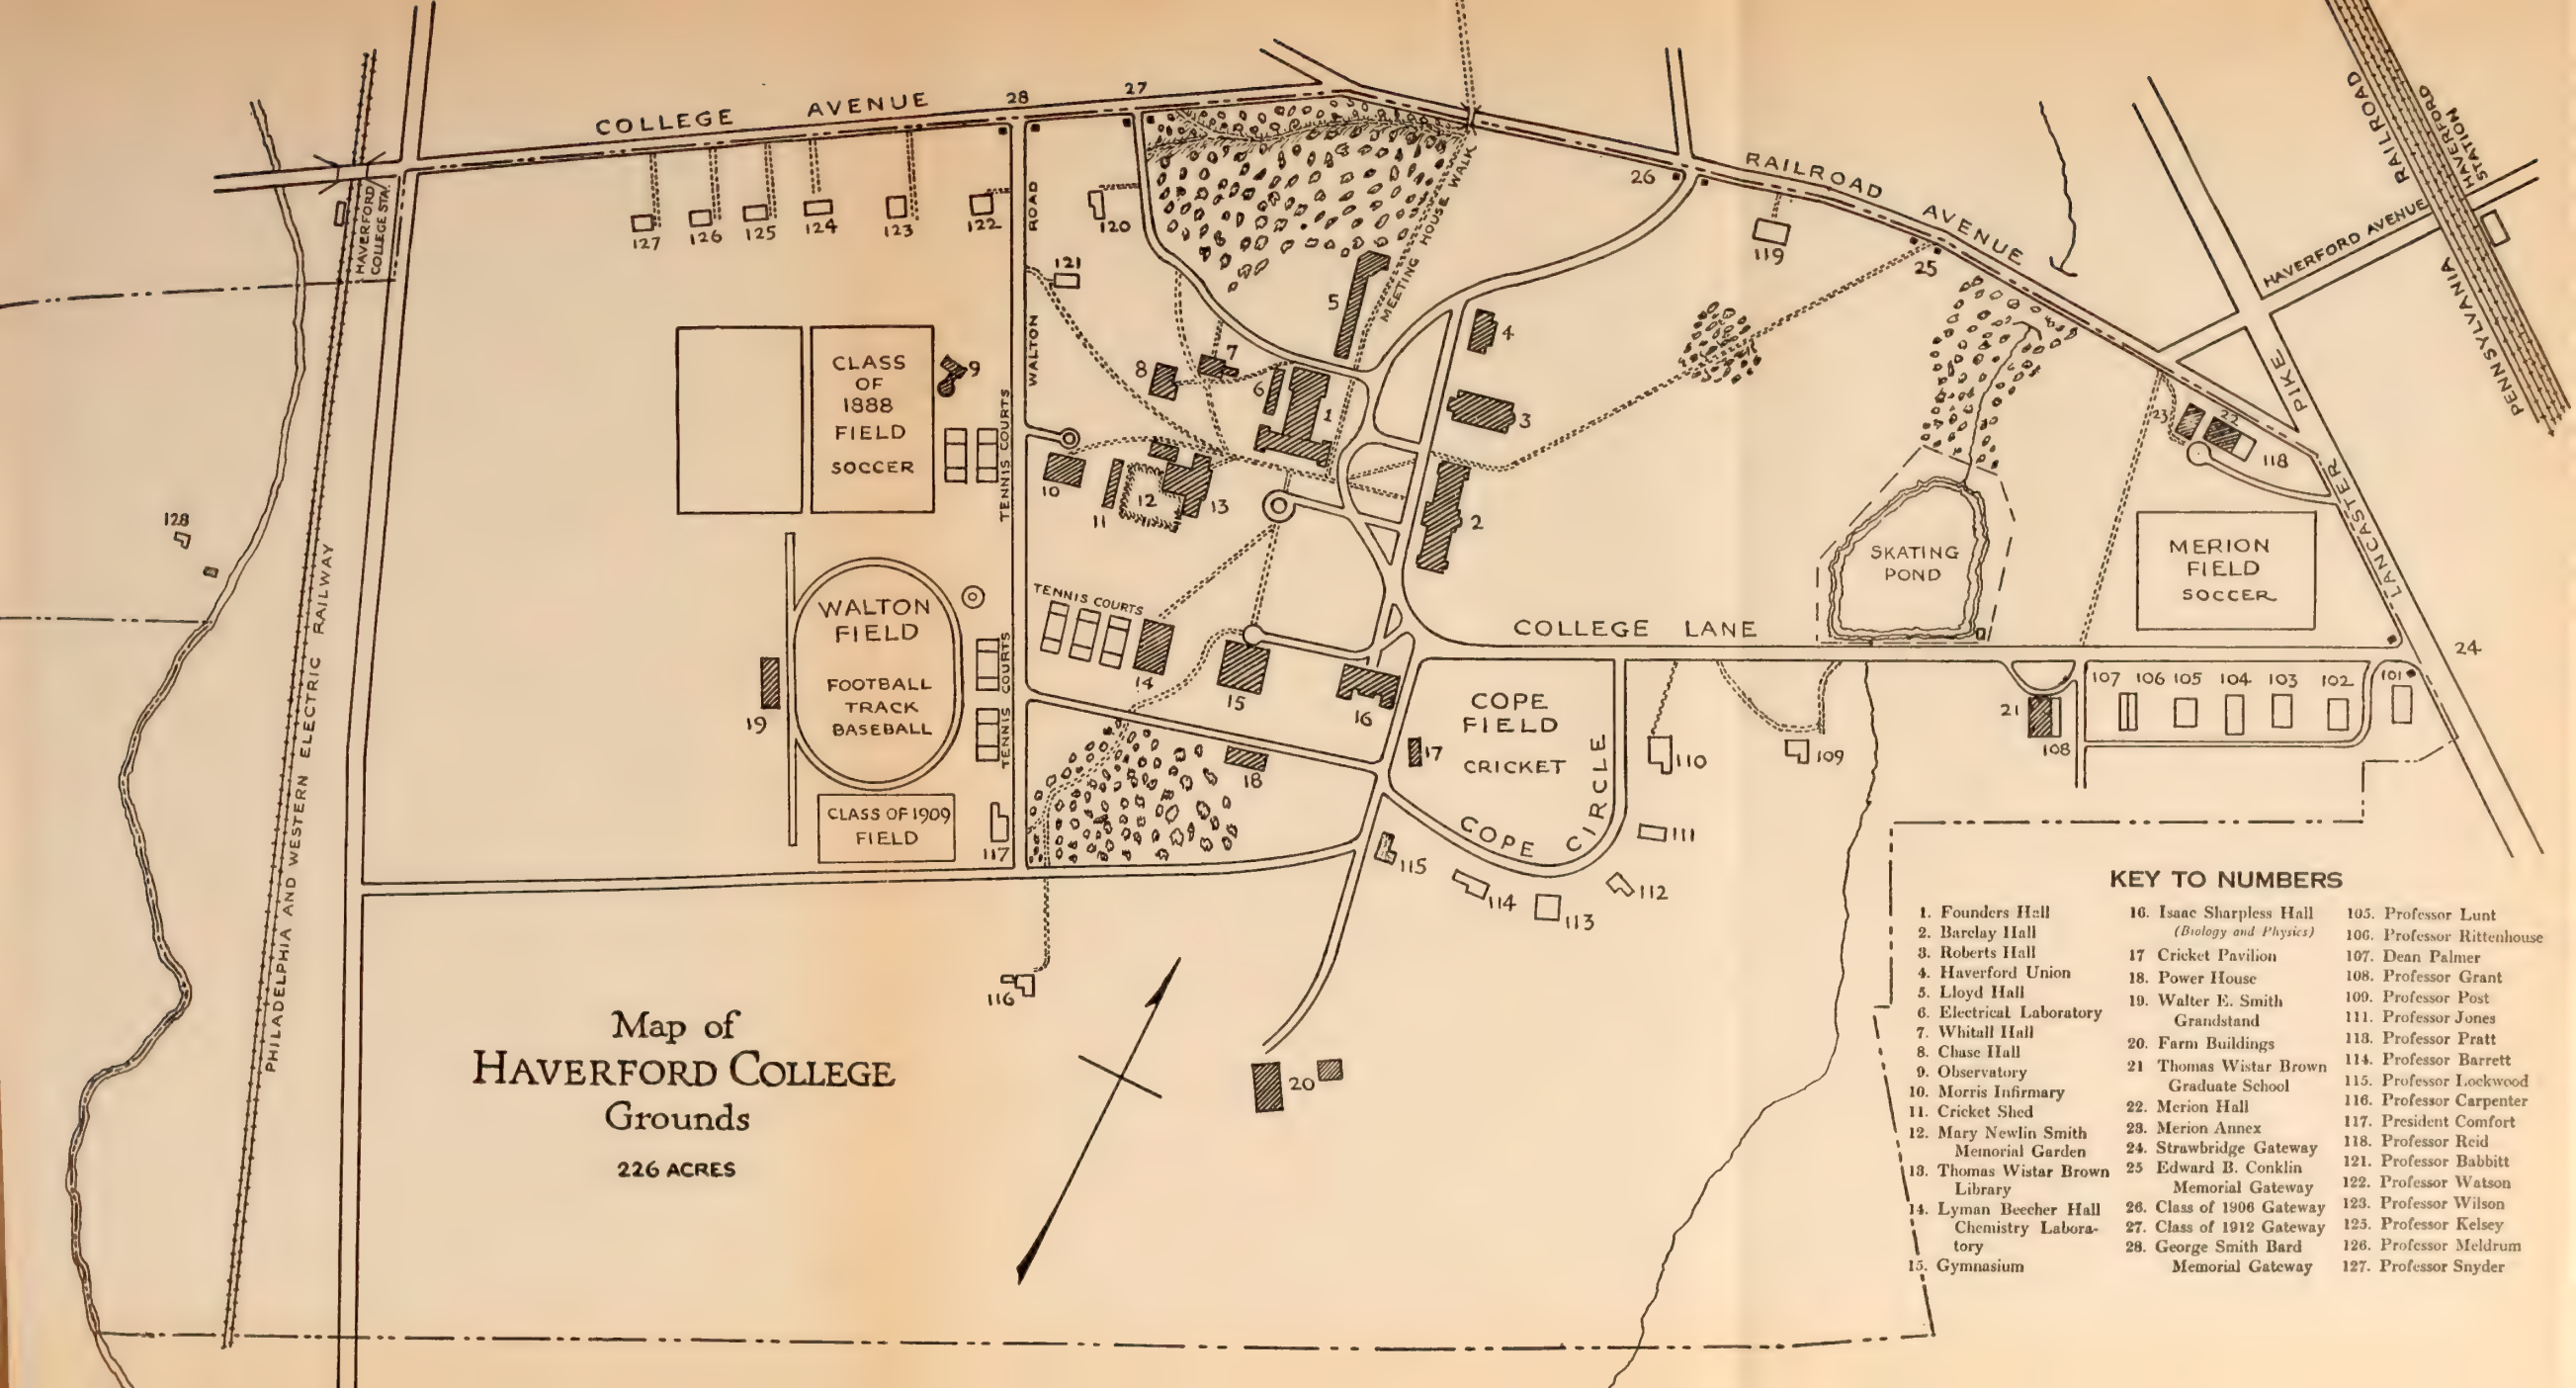 COLLEGE AVENUE
28
27
RAILROAD AVENUE
26
25
HAVERFORD AVENUE
PENNSYLVANIA RAILROAD
HAVERFORD
STATION
LANCASTER PIKE
HAVERFORD
COLLEGE STA.
127
126
125
124
123
122
WALTON ROAD
120
121
MEETING HOUSE WALK
119
5
4
3
2
1
6
7
8
9
10
11
12
13
CLASS
OF
1888
FIELD
SOCCER
TENNIS COURTS
23
22
118
128
PHILADELPHIA AND WESTERN ELECTRIC RAILWAY
WALTON
FIELD
FOOTBALL
TRACK
BASEBALL
19
TENNIS COURTS
TENNIS COURTS
14
15
16
SKATING
POND
MERION
FIELD
SOCCER
COLLEGE LANE
24
107 106 105 104 103 102 101
21
108
COPE
FIELD
CRICKET
17
COPE CIRCLE
110
109
18
CLASS OF 1909
FIELD
117
115
114
113
112
111
116
20
Map of
HAVERFORD COLLEGE
Grounds
226 ACRES
KEY TO NUMBERS
1. Founders Hall
2. Barclay Hall
3. Roberts Hall
4. Haverford Union
5. Lloyd Hall
6. Electrical Laboratory
7. Whitall Hall
8. Chase Hall
9. Observatory
10. Morris Infirmary
11. Cricket Shed
12. Mary Newlin Smith
Memorial Garden
13. Thomas Wistar Brown
Library
14. Lyman Beecher Hall
Chemistry Labora-
tory
15. Gymnasium
16. Isaac Sharpless Hall
(Biology and Physics)
17 Cricket Pavilion
18. Power House
19. Walter E. Smith
Grandstand
20. Farm Buildings
21 Thomas Wistar Brown
Graduate School
22. Merion Hall
23. Merion Annex
24. Strawbridge Gateway
25 Edward B. Conklin
Memorial Gateway
26. Class of 1906 Gateway
27. Class of 1912 Gateway
28. George Smith Bard
Memorial Gateway
105. Professor Lunt
106. Professor Rittenhouse
107. Dean Palmer
108. Professor Grant
109. Professor Post
111. Professor Jones
113. Professor Pratt
114. Professor Barrett
115. Professor Lockwood
116. Professor Carpenter
117. President Comfort
118. Professor Reid
121. Professor Babbitt
122. Professor Watson
123. Professor Wilson
125. Professor Kelsey
126. Professor Meldrum
127. Professor Snyder